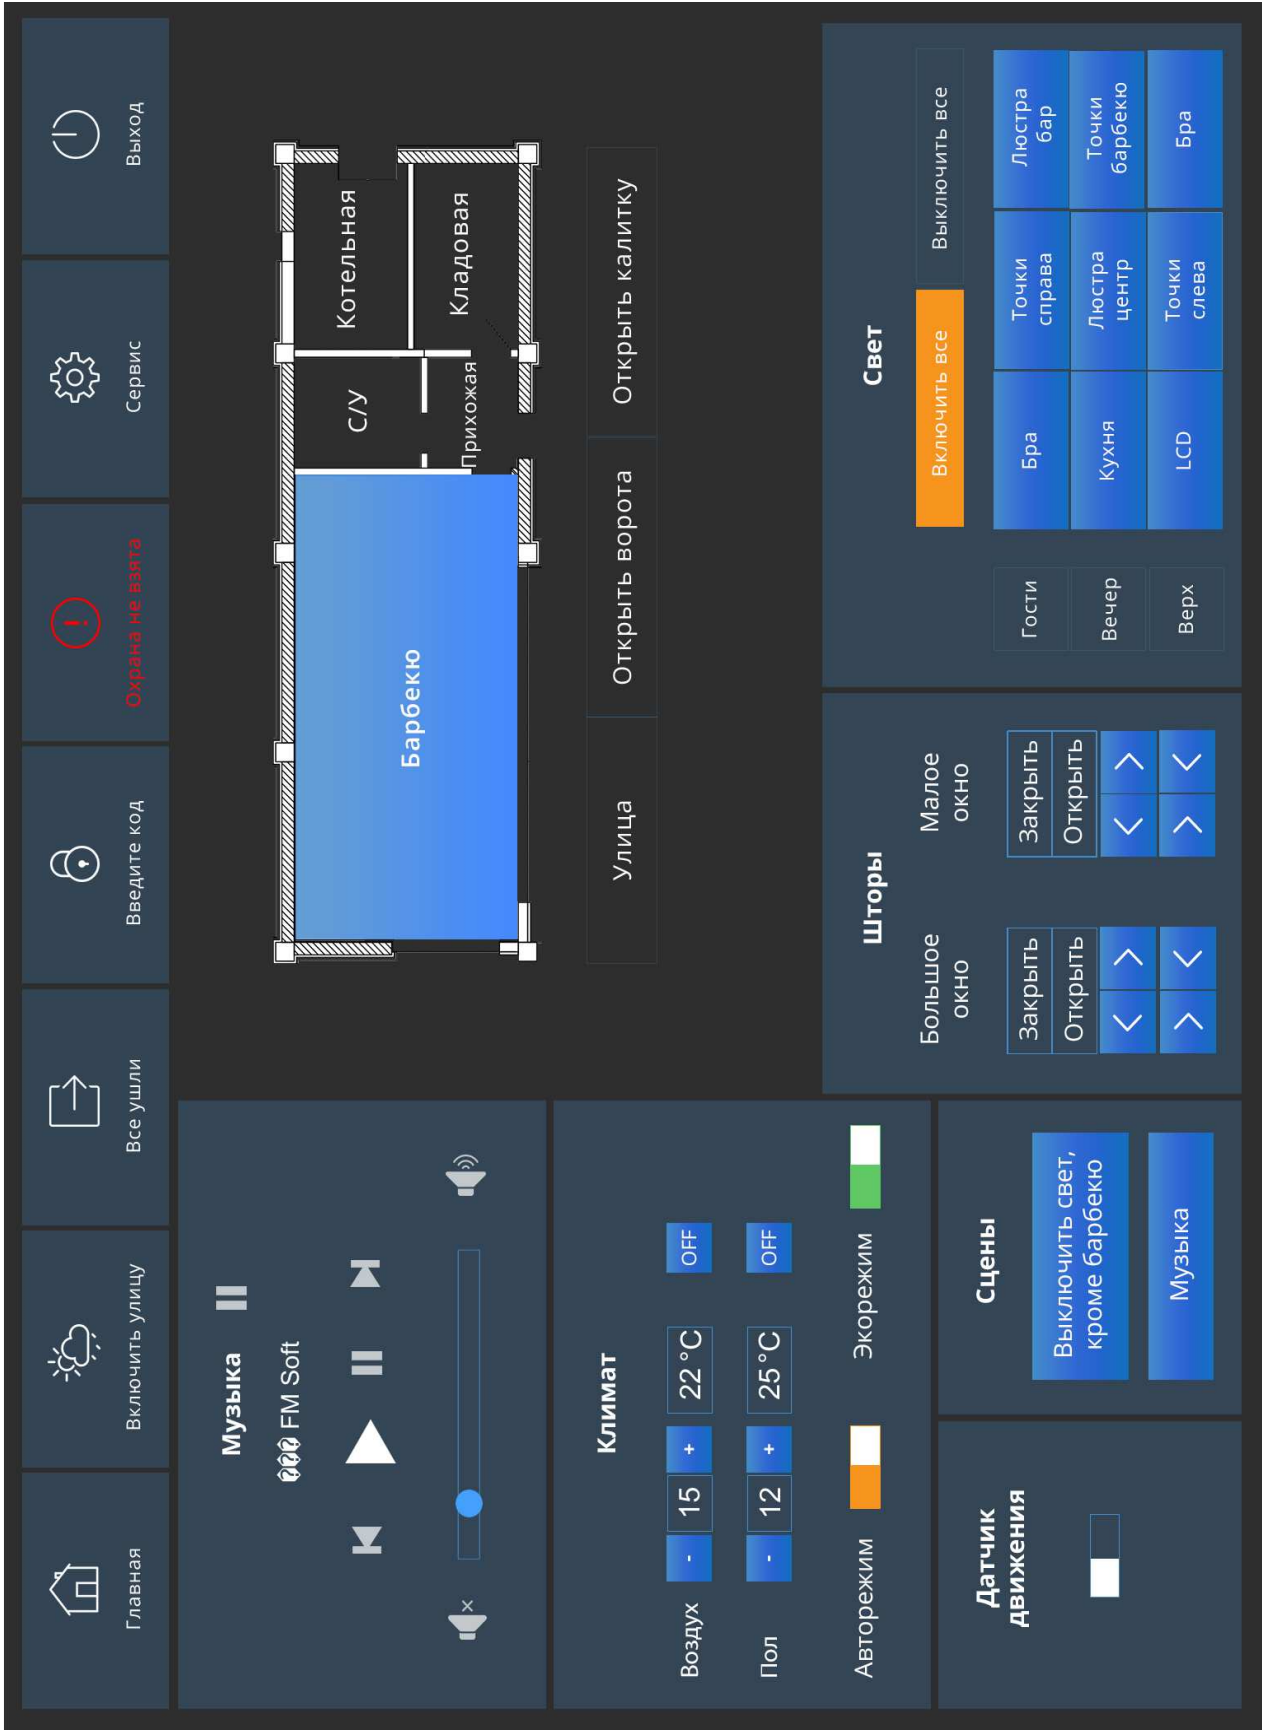 Главная
Включить улицу
Все ушли
Введите код
Охрана не взята
Сервис
Выход
Музыка
��� FM Soft
Котельная
С/У
Кладовая
Прихожая
Барбекю
Улица
Открыть ворота
Открыть калитку
Климат
Воздух
-
15
+
22 °C
OFF
Пол
-
12
+
25 °C
OFF
Авторежим
Экорежим
Датчик
движения
Сцены
Выключить свет,
кроме барбекю
Музыка
Шторы
Большое
окно
Закрыть
Открыть
Малое
окно
Закрыть
Открыть
Свет
Включить все
Выключить все
Гости
Вечер
Верх
Бра
Точки
справа
Люстра
бар
Кухня
Люстра
центр
Точки
барбекю
LCD
Точки
слева
Бра